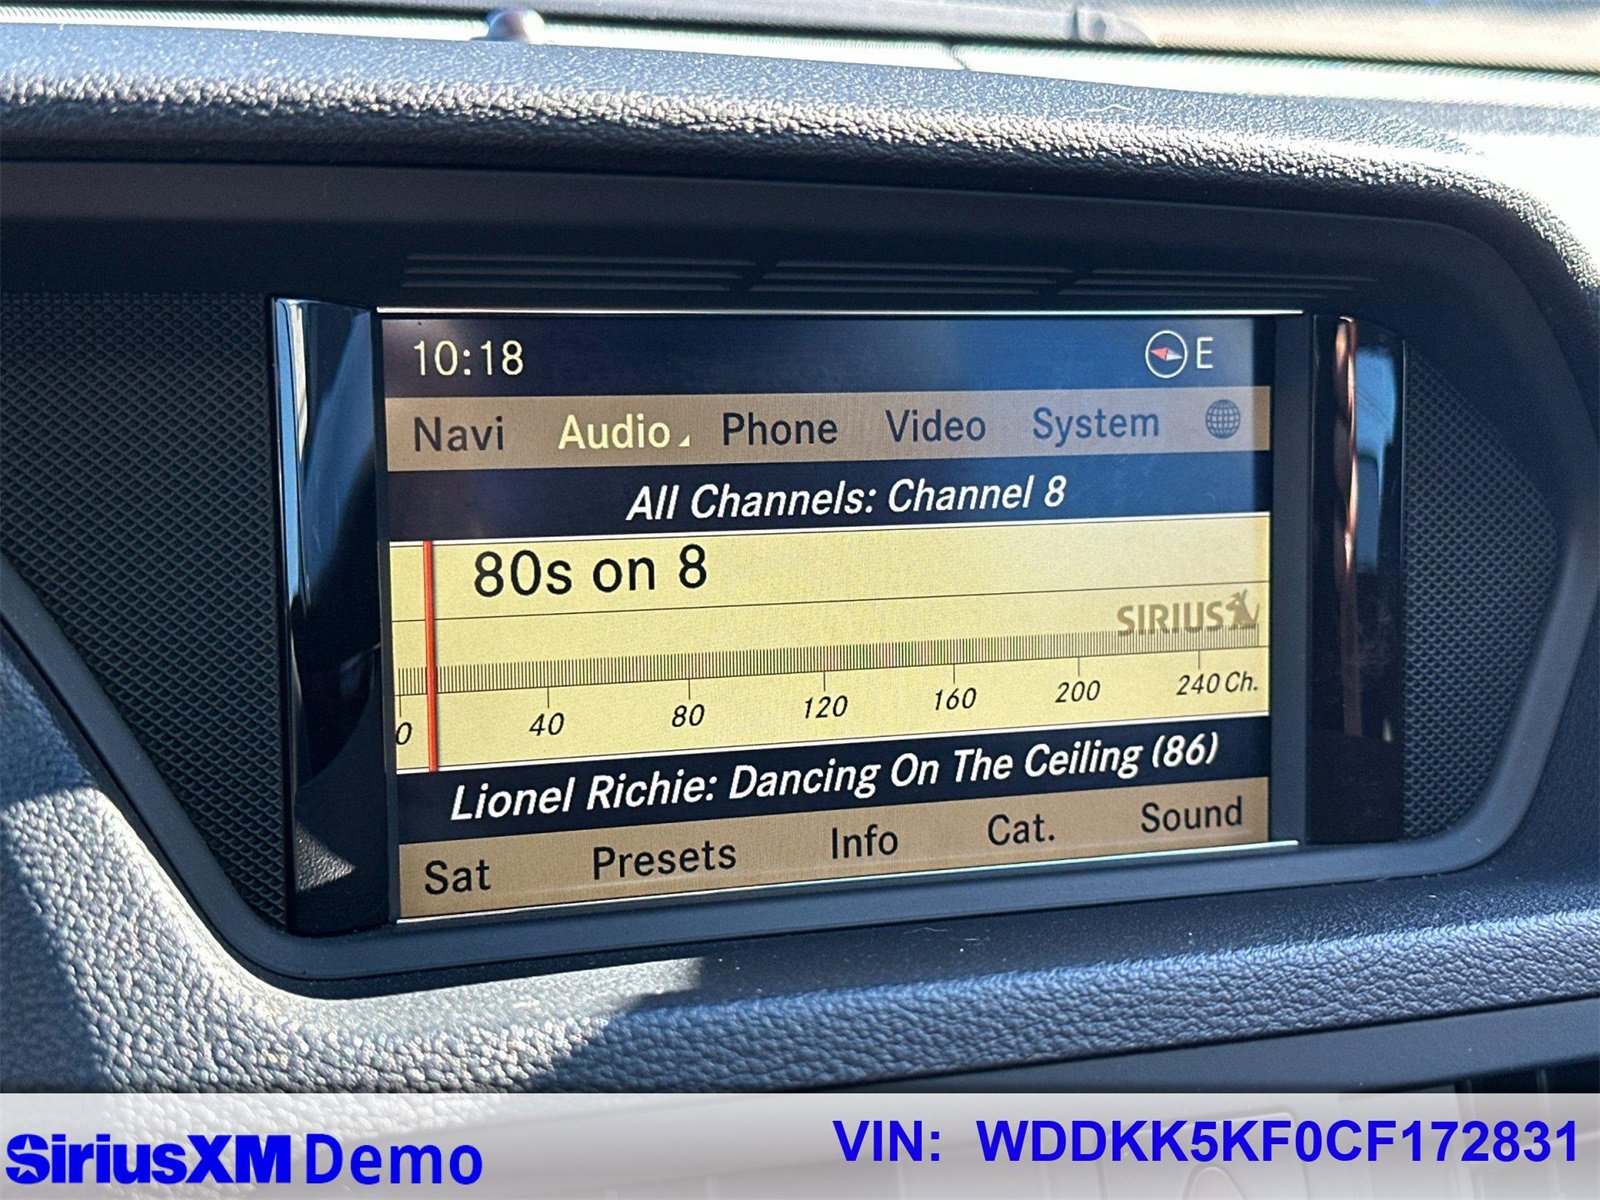 10:18 E
Navi Audio Phone Video System
All Channels: Channel 8
80s on 8
SIRIUS
0 40 80 120 160 200 240 Ch.
Lionel Richie: Dancing On The Ceiling (86)
Sat Presets Info Cat. Sound
SiriusXM Demo VIN: WDDKK5KF0CF172831